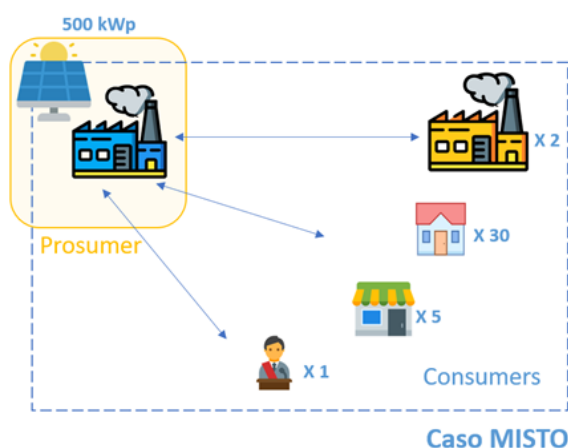 500 kWp
X 2
Prosumer
X 30
X 5
X 1
Consumers
Caso MISTO